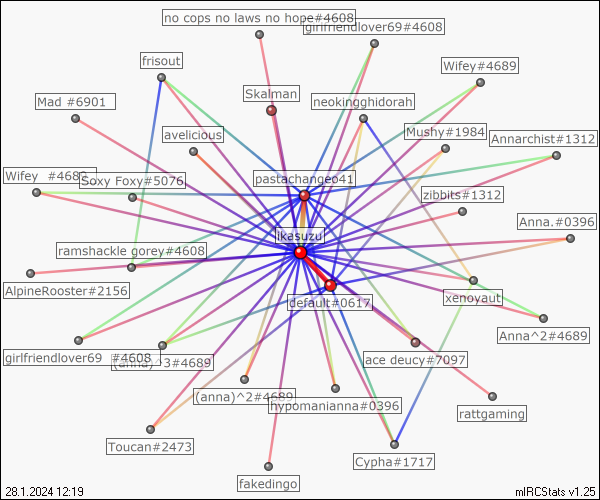 no cops no laws no hope#4608
girlfriendlover69#4608
frisout
Wifey#4689
Skalman
Mad #6901
neokingghidorah
avelicious
Mushy#1984
Annarchist#1312
pastachangeo41
Wifey
Soxy Foxy#5076
zibbits#1312
Anna.#0396
ikasuzu
ramshackle gorey#4608
AlpineRooster#2156
default#0617
xenovaut
Anna^2#4689
girlfriendlover69 #4608
(anna)^3#4689
ace deucy#7097
(anna)^2#4689
hypomanianna#0396
rattgaming
Toucan#2473
Cypha#1717
fakedingo
28.1.2024 12:19
mIRCStats v1.25